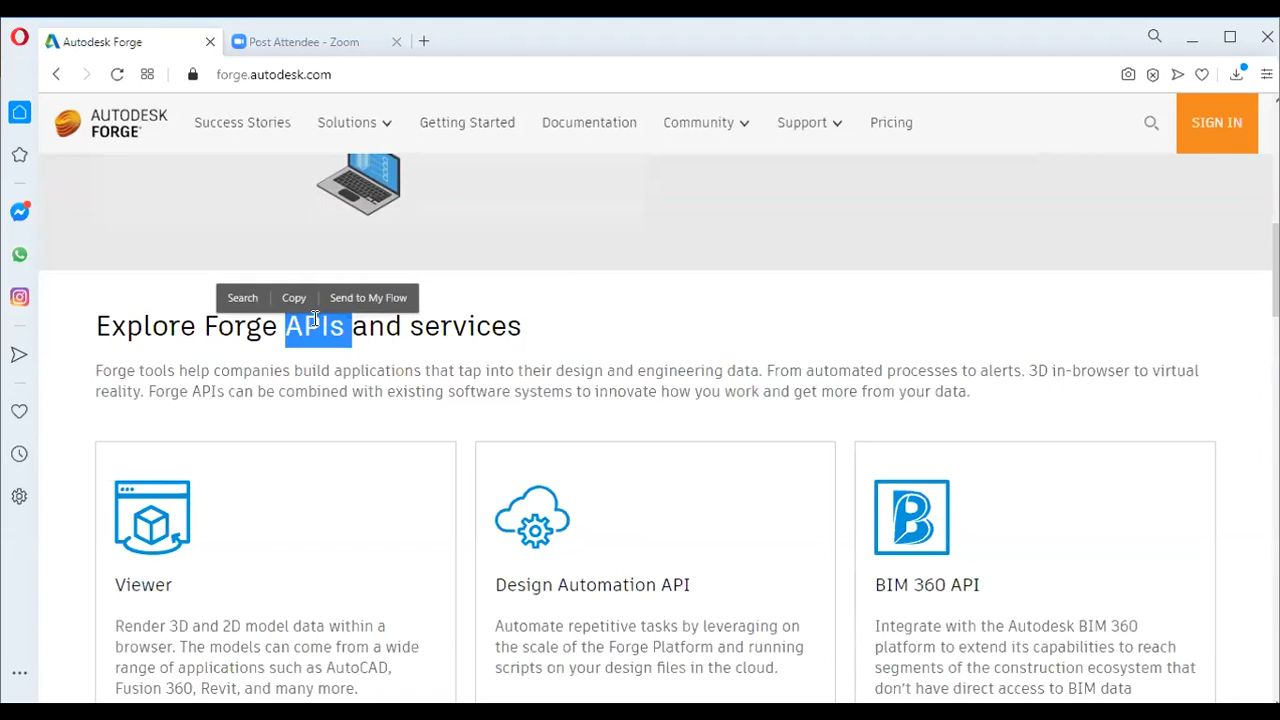 Autodesk Forge
Post Attendee - Zoom
forge.autodesk.com
AUTODESK
FORGE
Success Stories
Solutions
Getting Started
Documentation
Community
Support
Pricing
SIGN IN
Search
Copy
Send to My Flow
Explore Forge APIs and services
Forge tools help companies build applications that tap into their design and engineering data. From automated processes to alerts. 3D in-browser to virtual
reality. Forge APIs can be combined with existing software systems to innovate how you work and get more from your data.
Viewer
Render 3D and 2D model data within a
browser. The models can come from a wide
range of applications such as AutoCAD,
Fusion 360, Revit, and many more.
Design Automation API
Automate repetitive tasks by leveraging on
the scale of the Forge Platform and running
scripts on your design files in the cloud.
BIM 360 API
Integrate with the Autodesk BIM 360
platform to extend its capabilities to reach
segments of the construction ecosystem that
don't have direct access to BIM data